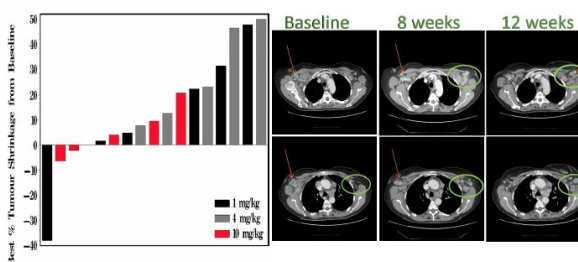 Best % Tumour Shrinkage from Baseline
50
40
30
20
10
0
-10
-20
-30
-40
1 mg/kg
4 mg/kg
10 mg/kg
Baseline 8 weeks 12 weeks